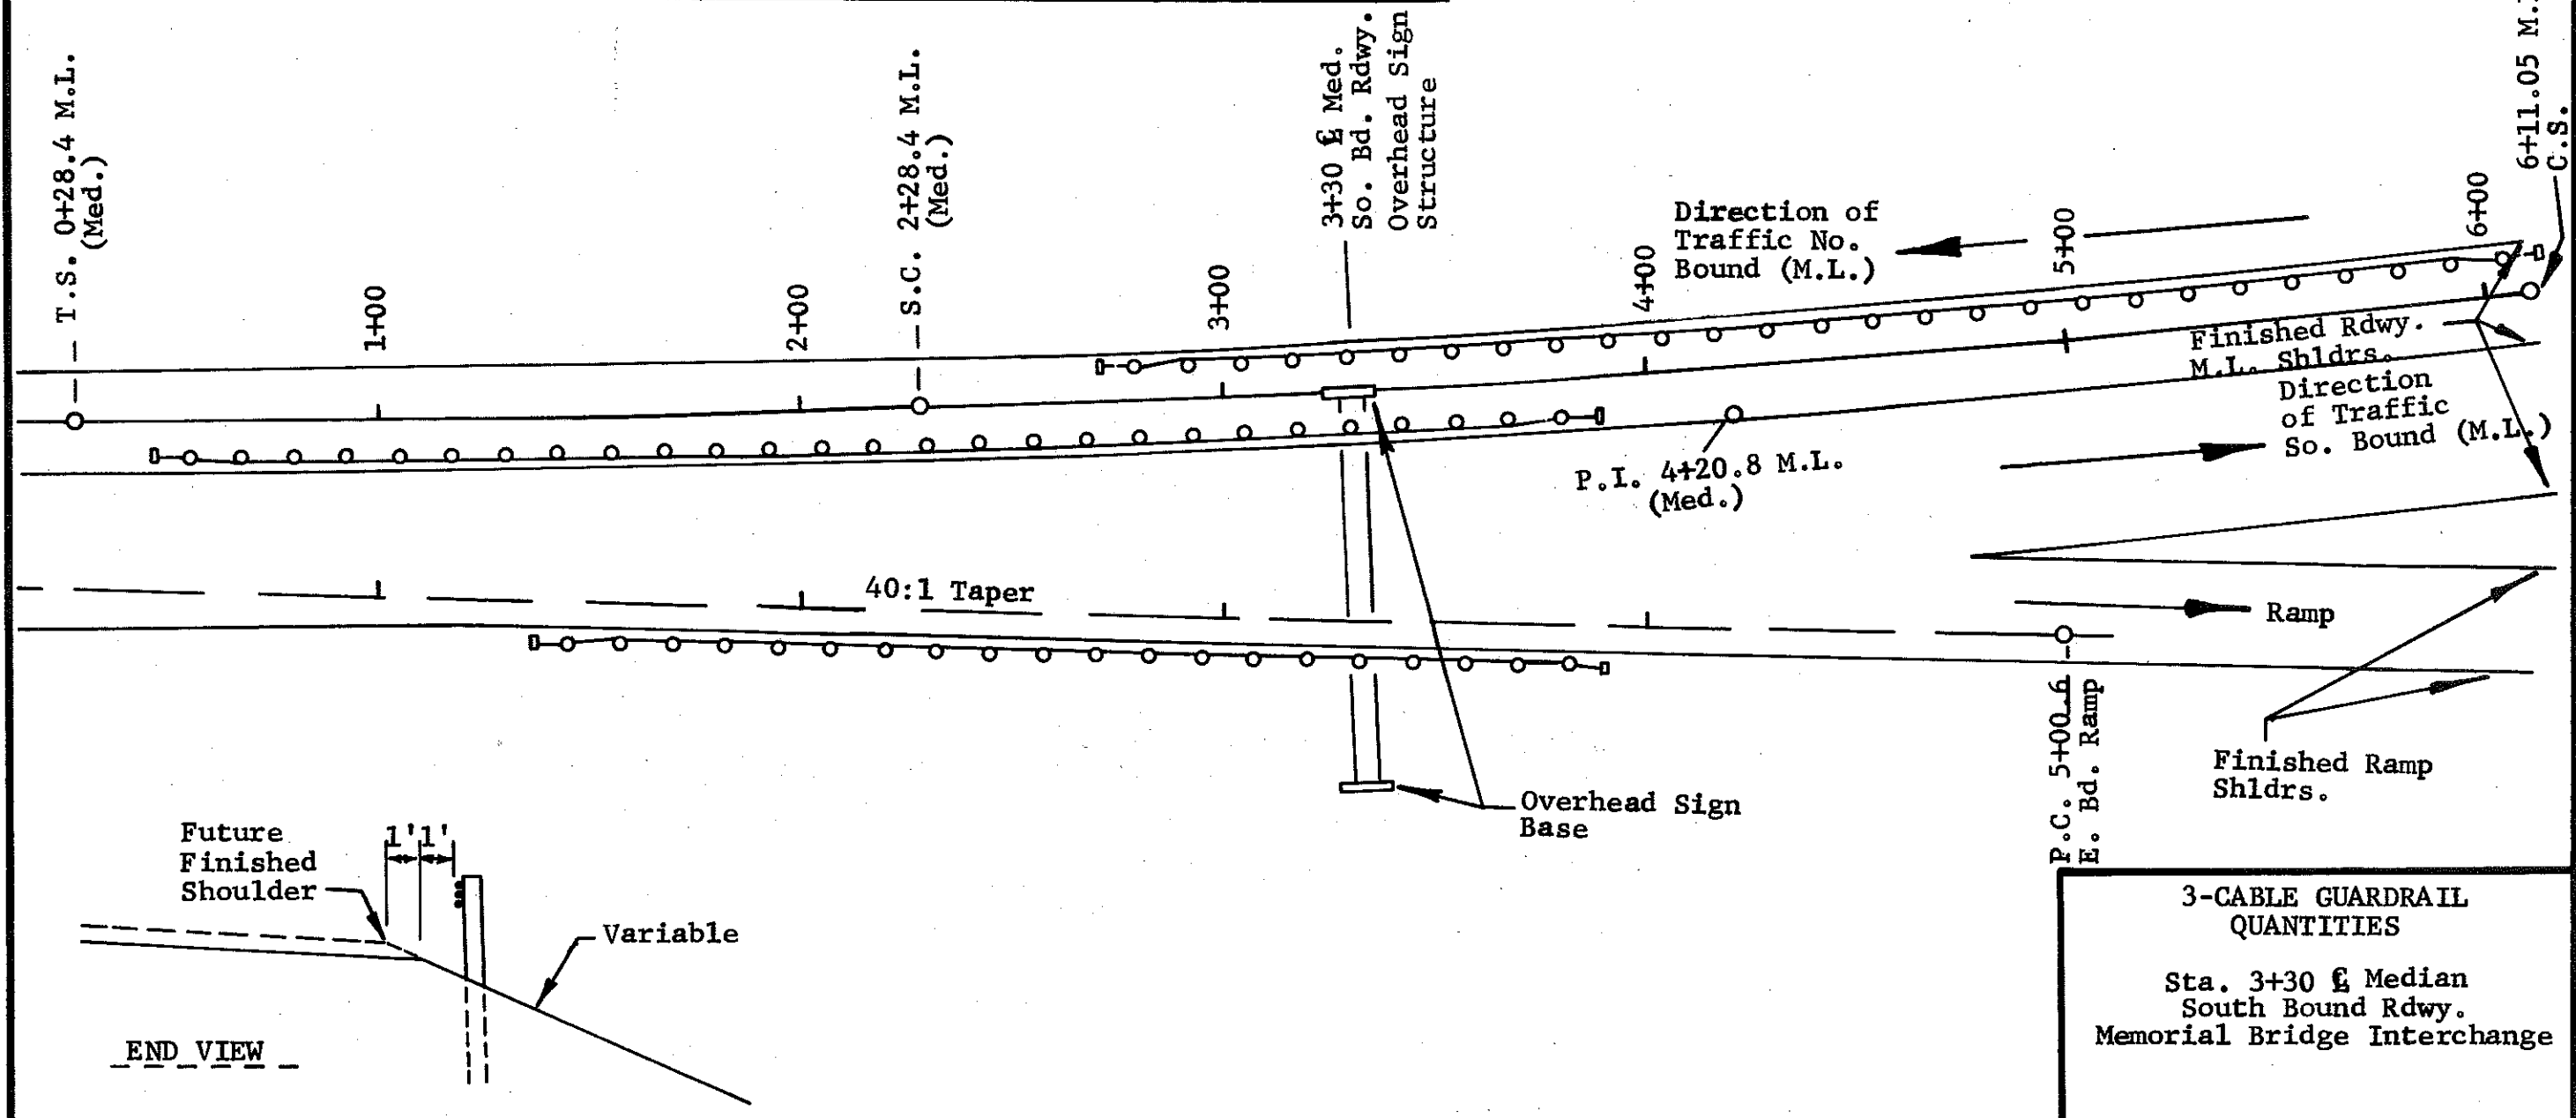 T.S. 0+28.4 M.L.
(Med.)
1+00
2+00
S.C. 2+28.4 M.L.
(Med.)
3+00
3+30 ℄ Med.
So. Bd. Rdwy.
Overhead Sign
Structure
4+00
Direction of
Traffic No.
Bound (M.L.)
5+00
6+00
6+11.05 M.
C.S.
Finished Rdwy.
M.L. Shldrs.
Direction
of Traffic
So. Bound (M.L.)
P.I. 4+20.8 M.L.
(Med.)
40:1 Taper
Ramp
P.C. 5+00.6
E. Bd. Ramp
Finished Ramp
Shldrs.
Overhead Sign
Base
Future
Finished
Shoulder
1' 1'
Variable
END VIEW
3-CABLE GUARDRAIL
QUANTITIES
Sta. 3+30 ℄ Median
South Bound Rdwy.
Memorial Bridge Interchange